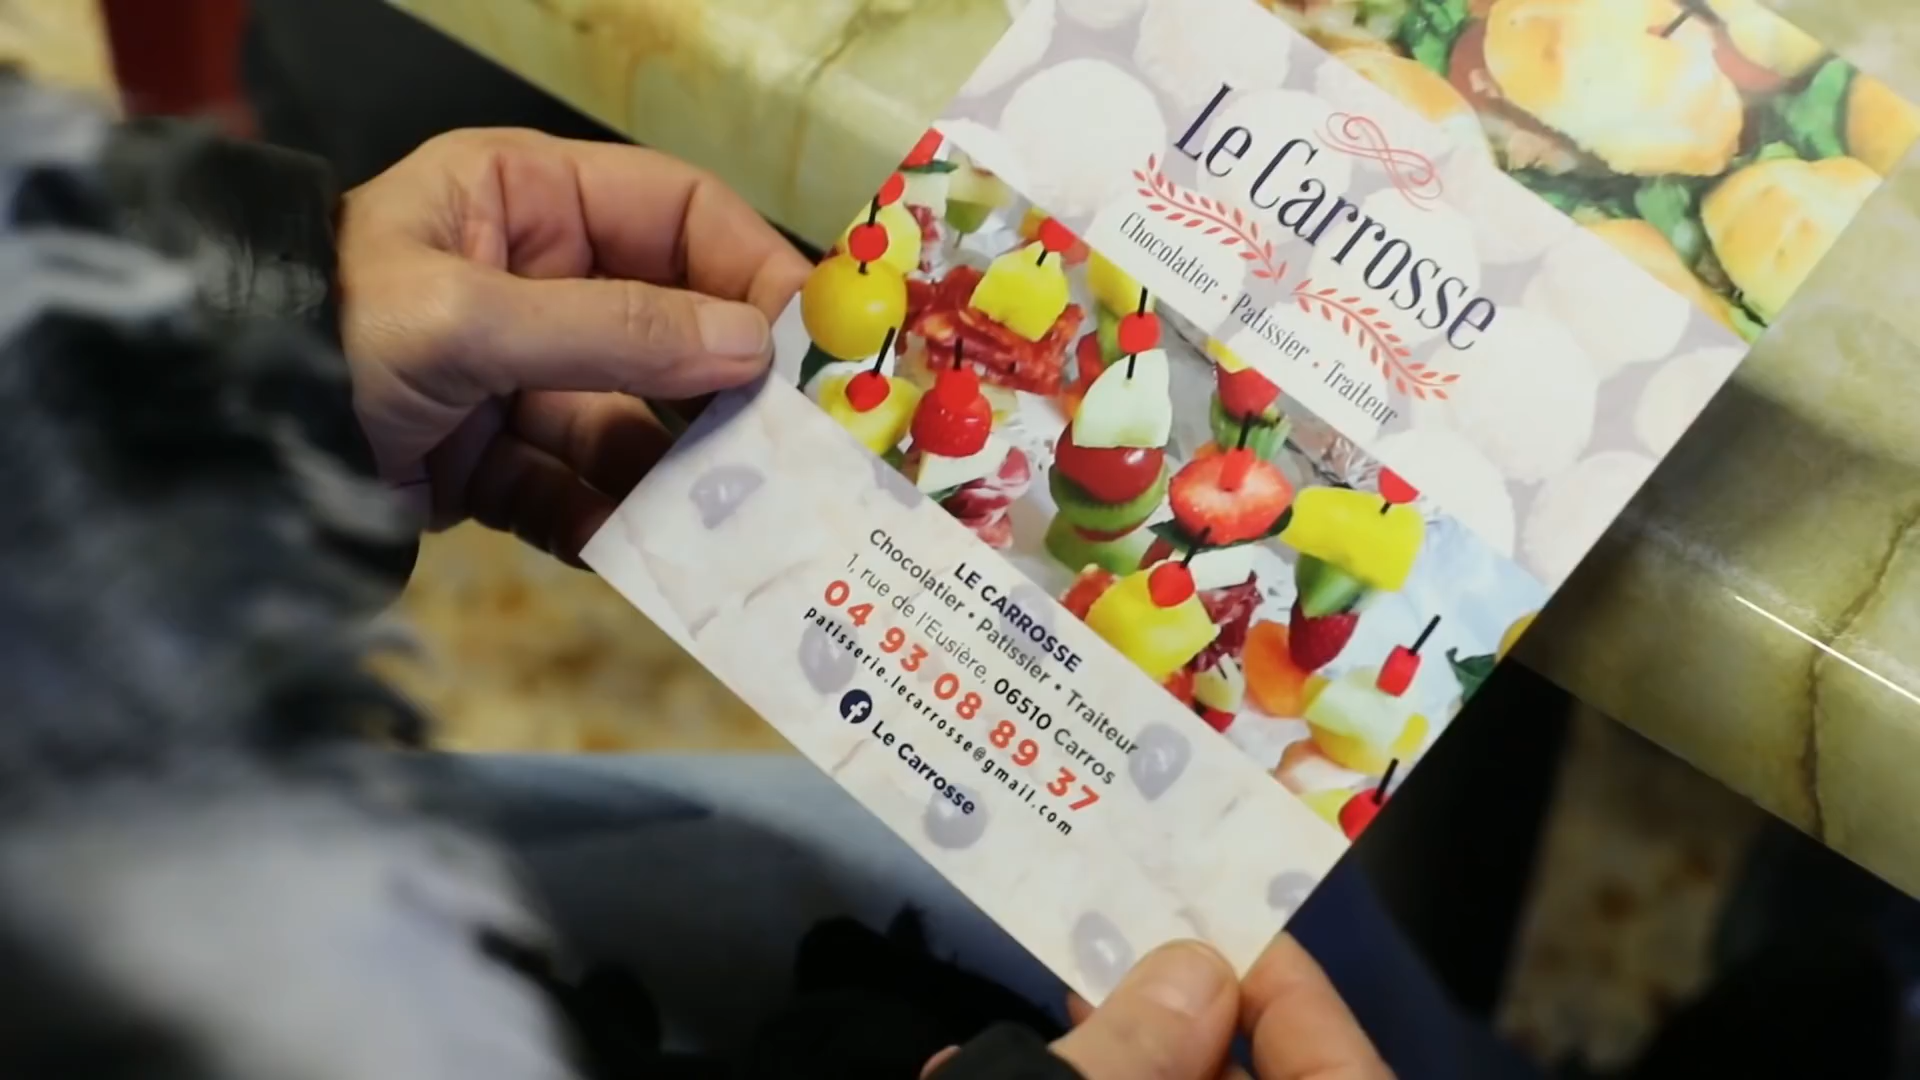 Le Carrosse
Chocolatier • Patissier • Traiteur
LE CARROSSE
Chocolatier • Patissier • Traiteur
1, rue de l'Eusière, 06510 Carros
04 93 08 89 37
patisserie.lecarrosse@gmail.com
Le Carrosse